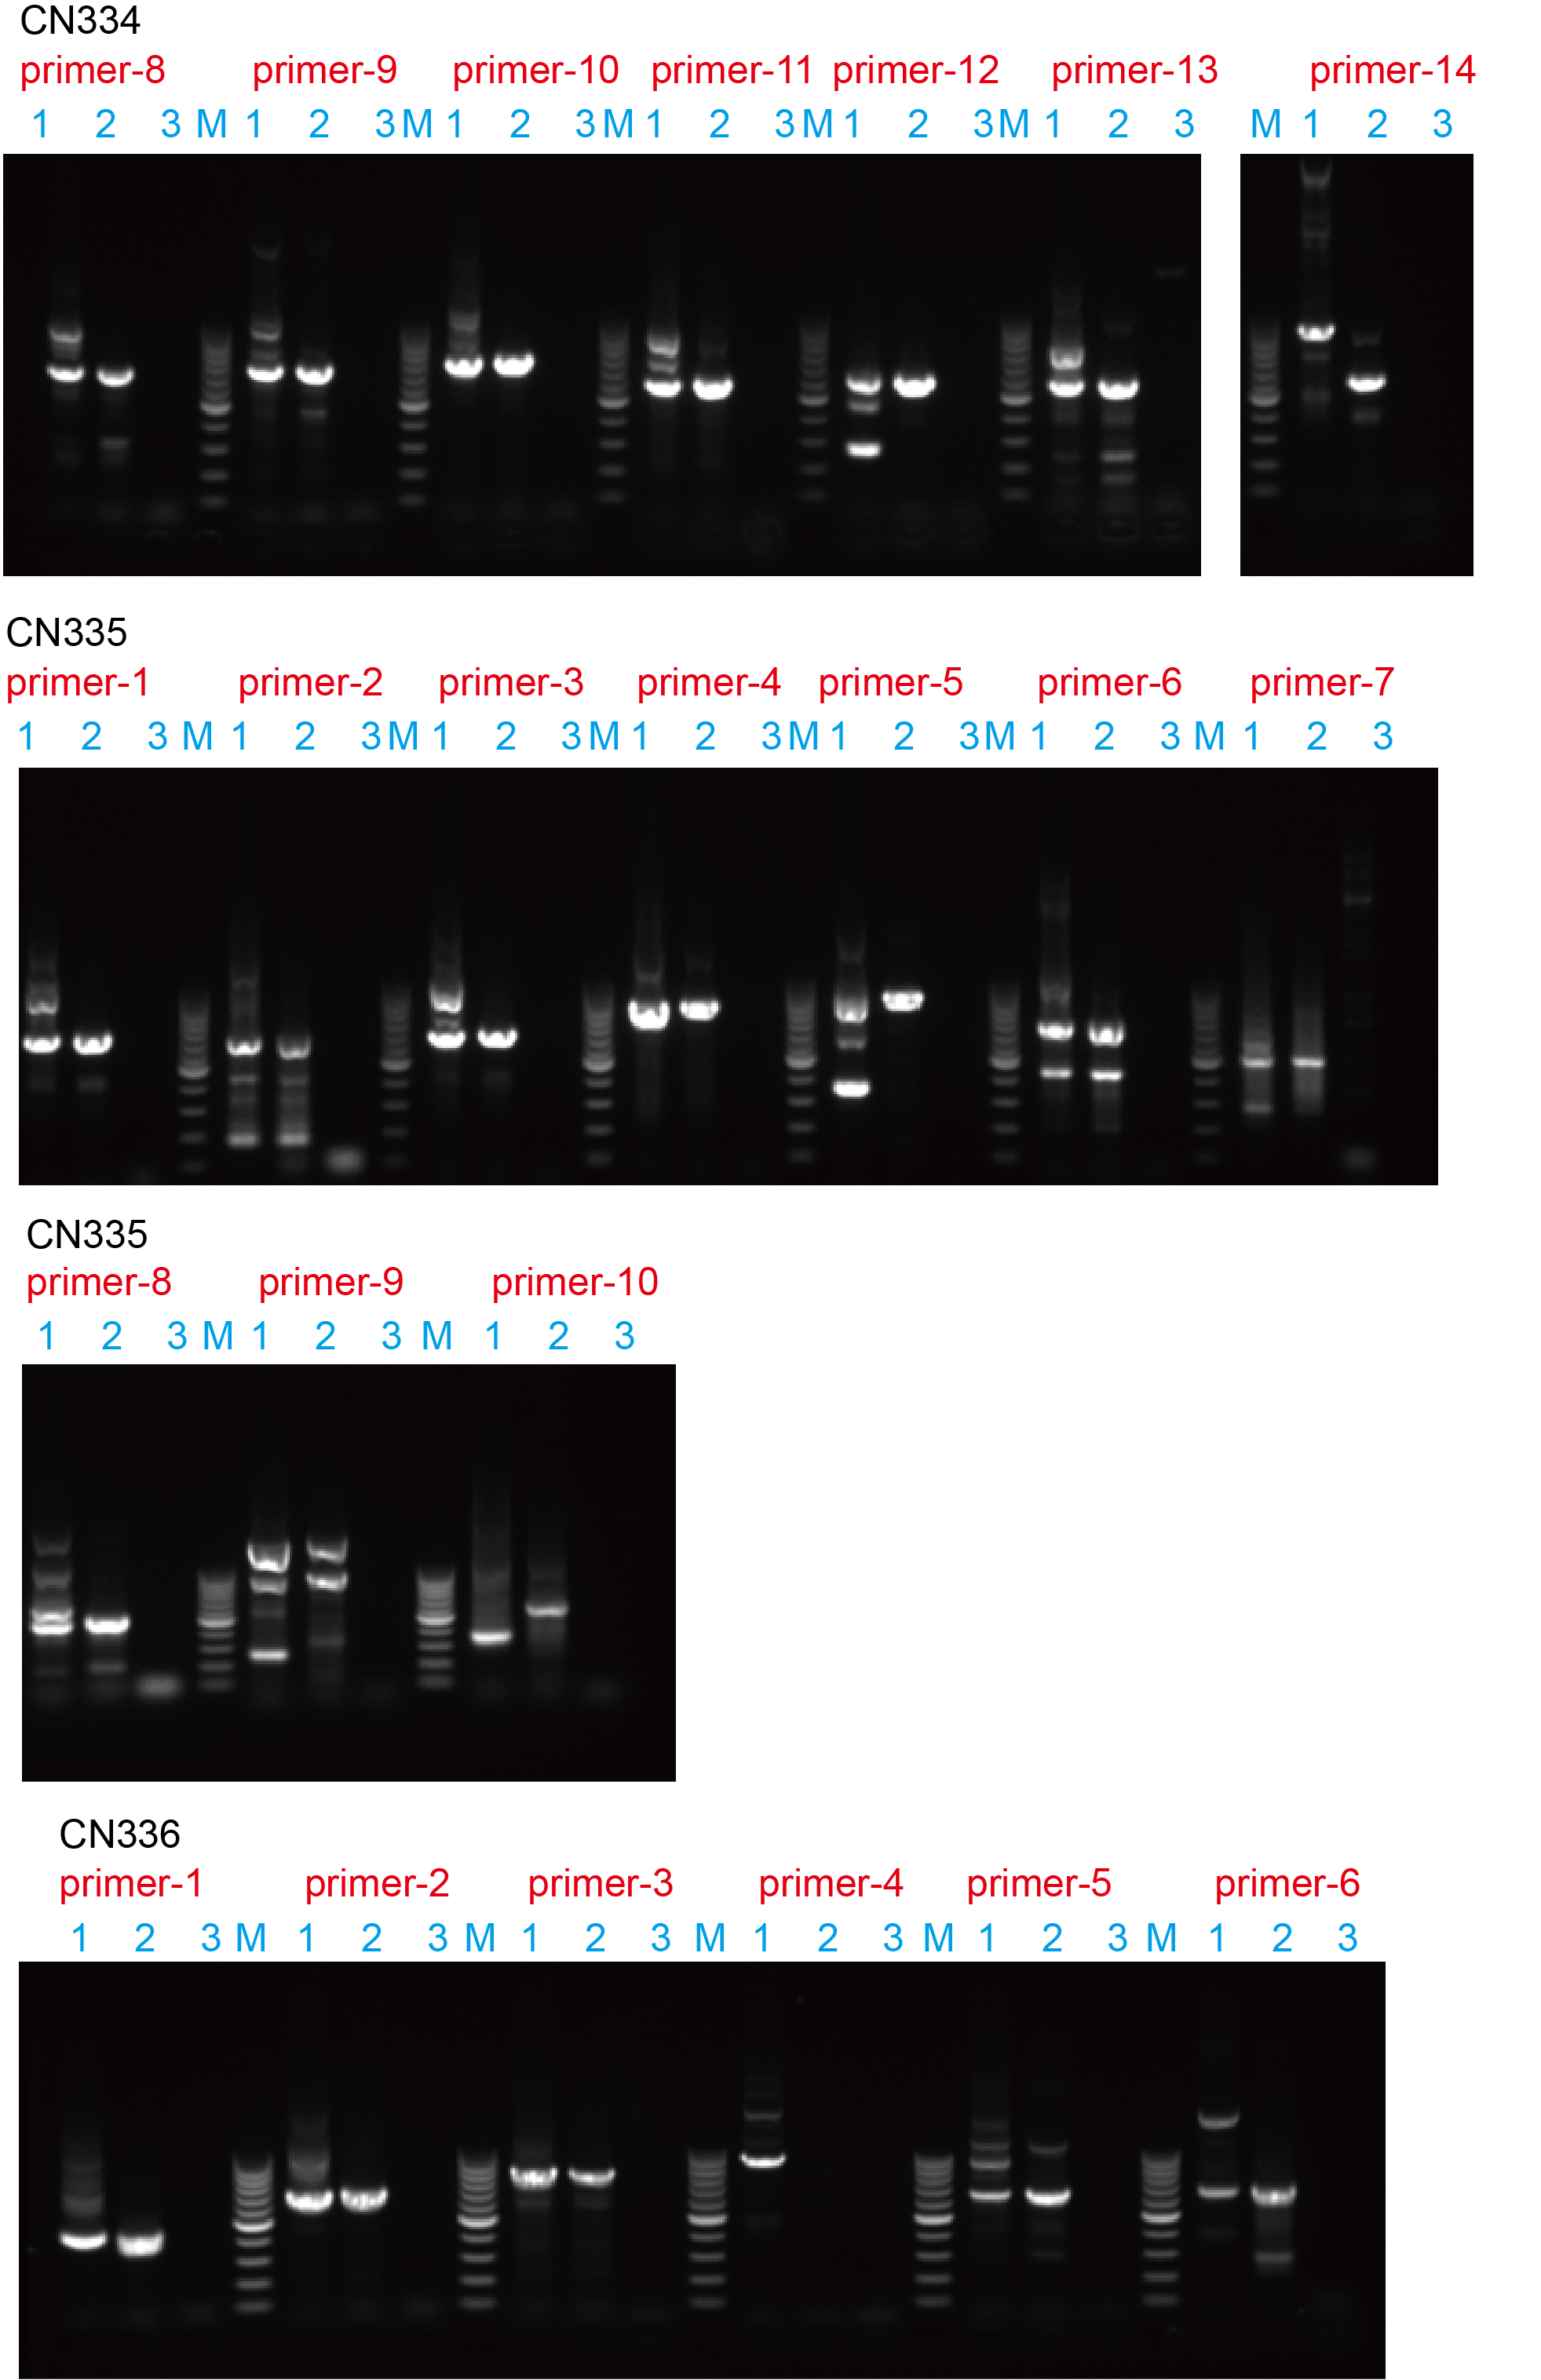 CN334
primer-8 primer-9 primer-10 primer-11 primer-12 primer-13 primer-14
1 2 3 M 1 2 3 M 1 2 3 M 1 2 3 M 1 2 3 M 1 2 3 M 1 2 3
CN335
primer-1 primer-2 primer-3 primer-4 primer-5 primer-6 primer-7
1 2 3 M 1 2 3 M 1 2 3 M 1 2 3 M 1 2 3 M 1 2 3 M 1 2 3
CN335
primer-8 primer-9 primer-10
1 2 3 M 1 2 3 M 1 2 3
CN336
primer-1 primer-2 primer-3 primer-4 primer-5 primer-6
1 2 3 M 1 2 3 M 1 2 3 M 1 2 3 M 1 2 3 M 1 2 3